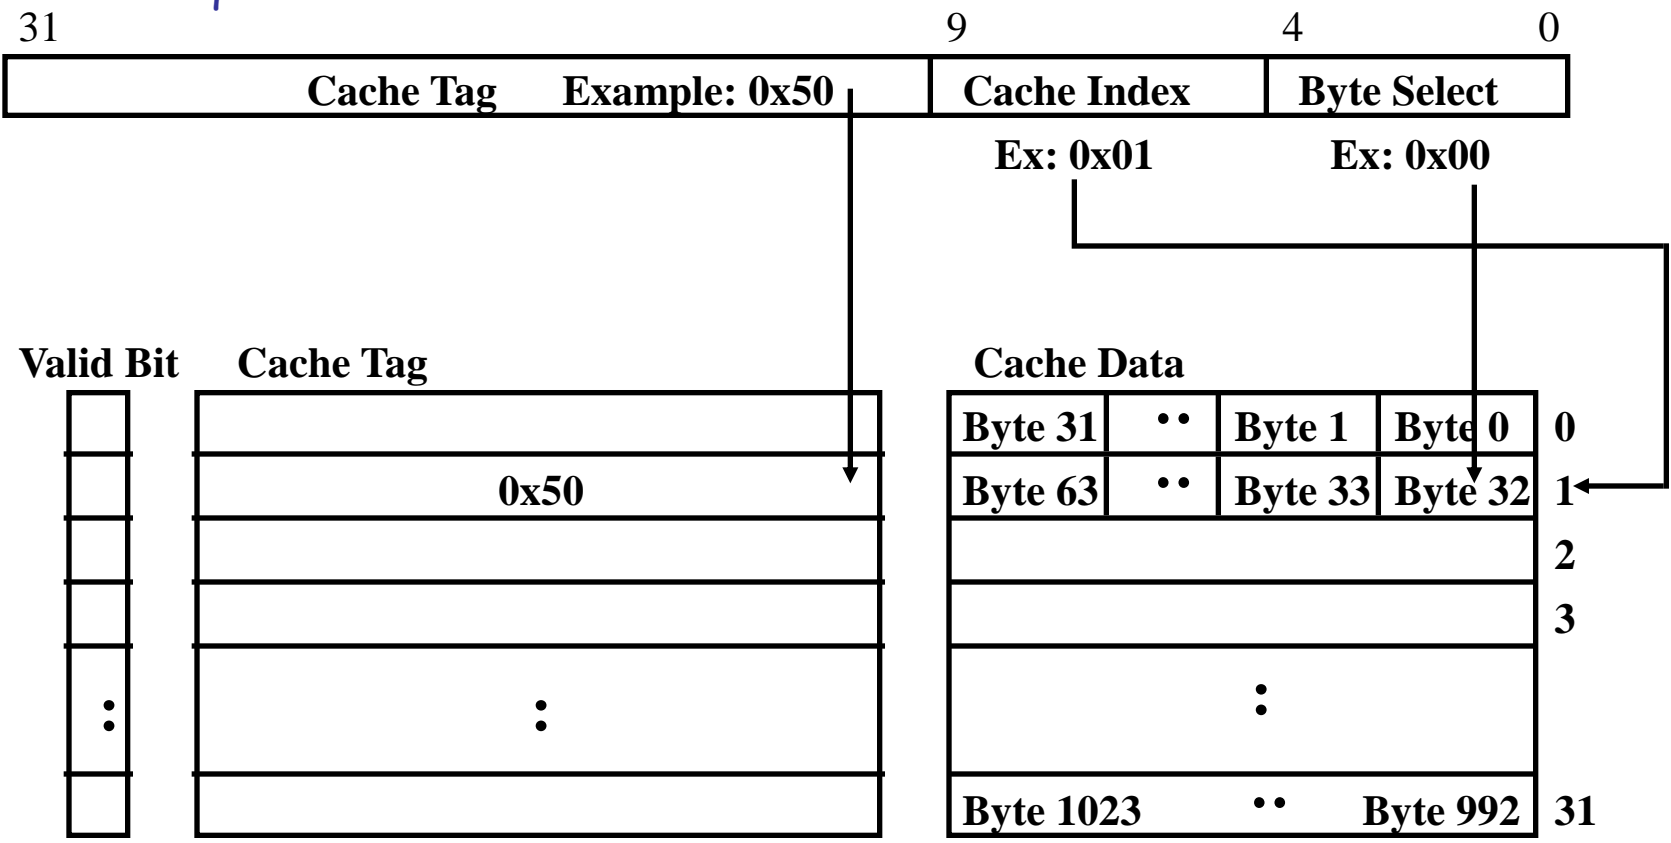 31 9 4 0
Cache Tag Example: 0x50 Cache Index Byte Select
Ex: 0x01 Ex: 0x00
Valid Bit Cache Tag Cache Data
Byte 31 ·· Byte 1 Byte 0 0
0x50 Byte 63 ·· Byte 33 Byte 32 1
2
3
: : :
Byte 1023 ·· Byte 992 31